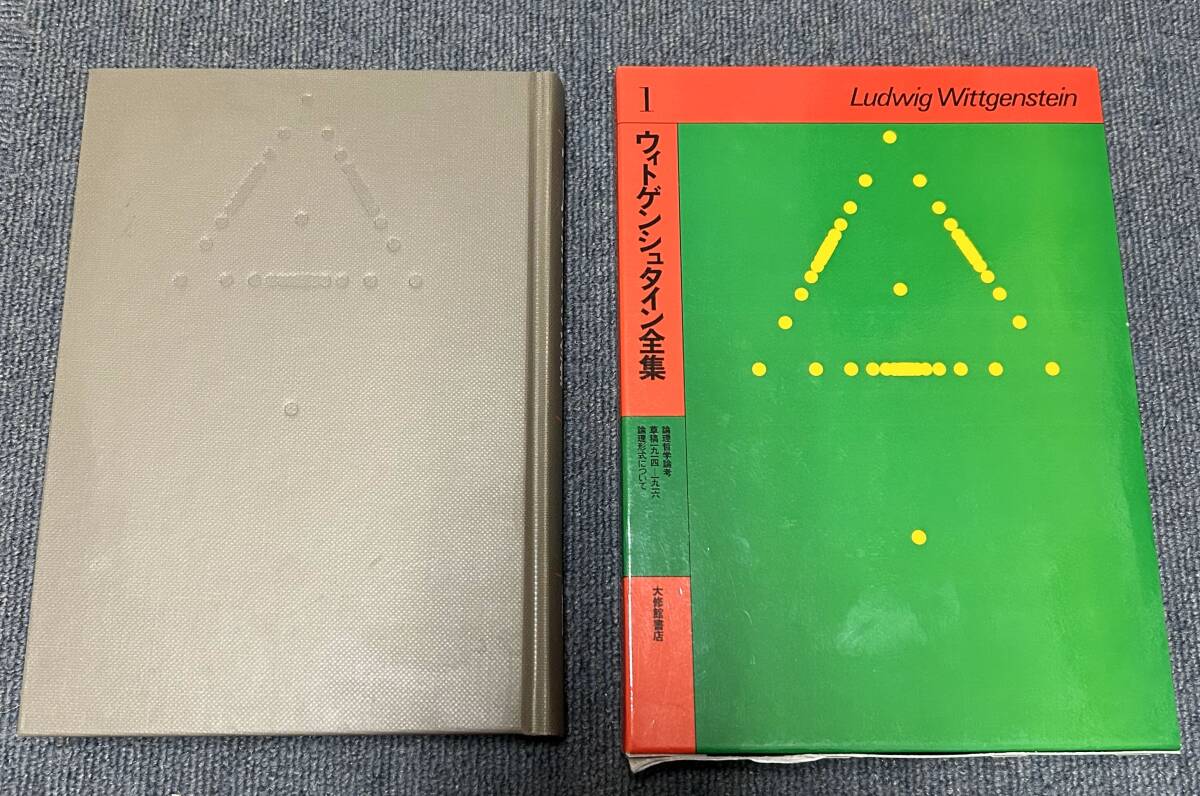 1
Ludwig Wittgenstein
ウィトゲンシュタイン全集
論理哲学論考
草稿一九一四―一九一六
論理形式について
大修館書店